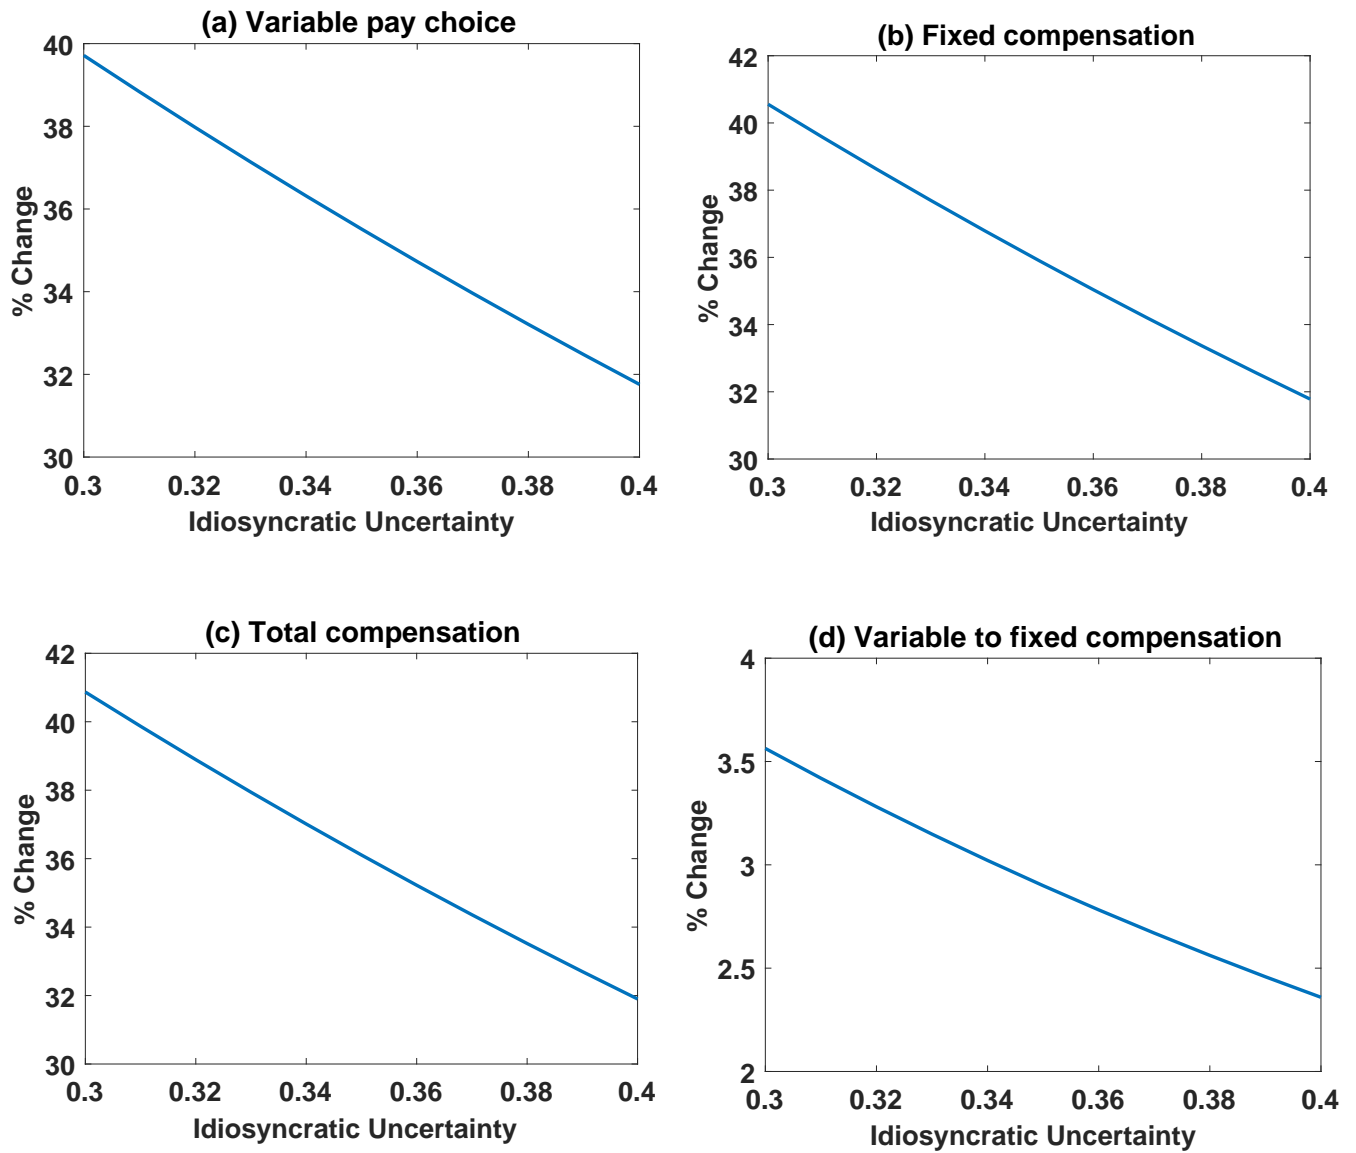 (a) Variable pay choice
40
38
36
34
32
30
% Change
0.3 0.32 0.34 0.36 0.38 0.4
Idiosyncratic Uncertainty
(b) Fixed compensation
42
40
38
36
34
32
30
% Change
0.3 0.32 0.34 0.36 0.38 0.4
Idiosyncratic Uncertainty
(c) Total compensation
42
40
38
36
34
32
30
% Change
0.3 0.32 0.34 0.36 0.38 0.4
Idiosyncratic Uncertainty
(d) Variable to fixed compensation
4
3.5
3
2.5
2
% Change
0.3 0.32 0.34 0.36 0.38 0.4
Idiosyncratic Uncertainty